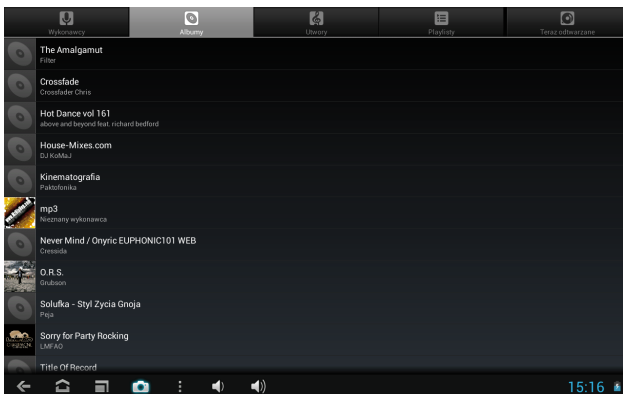 Wykonawcy
Albumy
Utwory
Playlisty
Teraz odtwarzane
The Amalgamut
Filter
Crossfade
Crossfader Chris
Hot Dance vol 161
above and beyond feat. richard bedford
House-Mixes.com
DJ KoMaJ
Kinematografia
Paktofonika
mp3
Nieznany wykonawca
Never Mind / Onyric EUPHONIC101 WEB
Cressida
O.R.S.
Grubson
Solufka - Styl Zycia Gnoja
Peja
Sorry for Party Rocking
LMFAO
Title Of Record
15:16